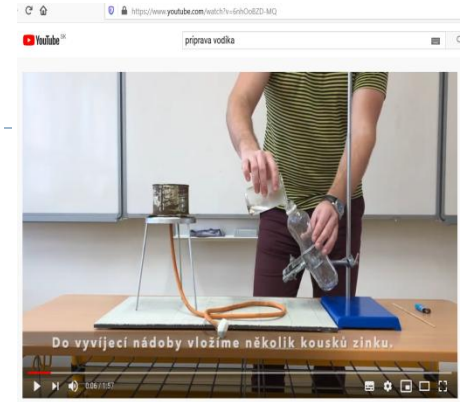 https://www.youtube.com/watch?v=6nhOoBZD-MQ
YouTube SK
priprava vodika
Do vyvíjecí nádoby vložíme několik kousků zinku.
0:06 / 1:57